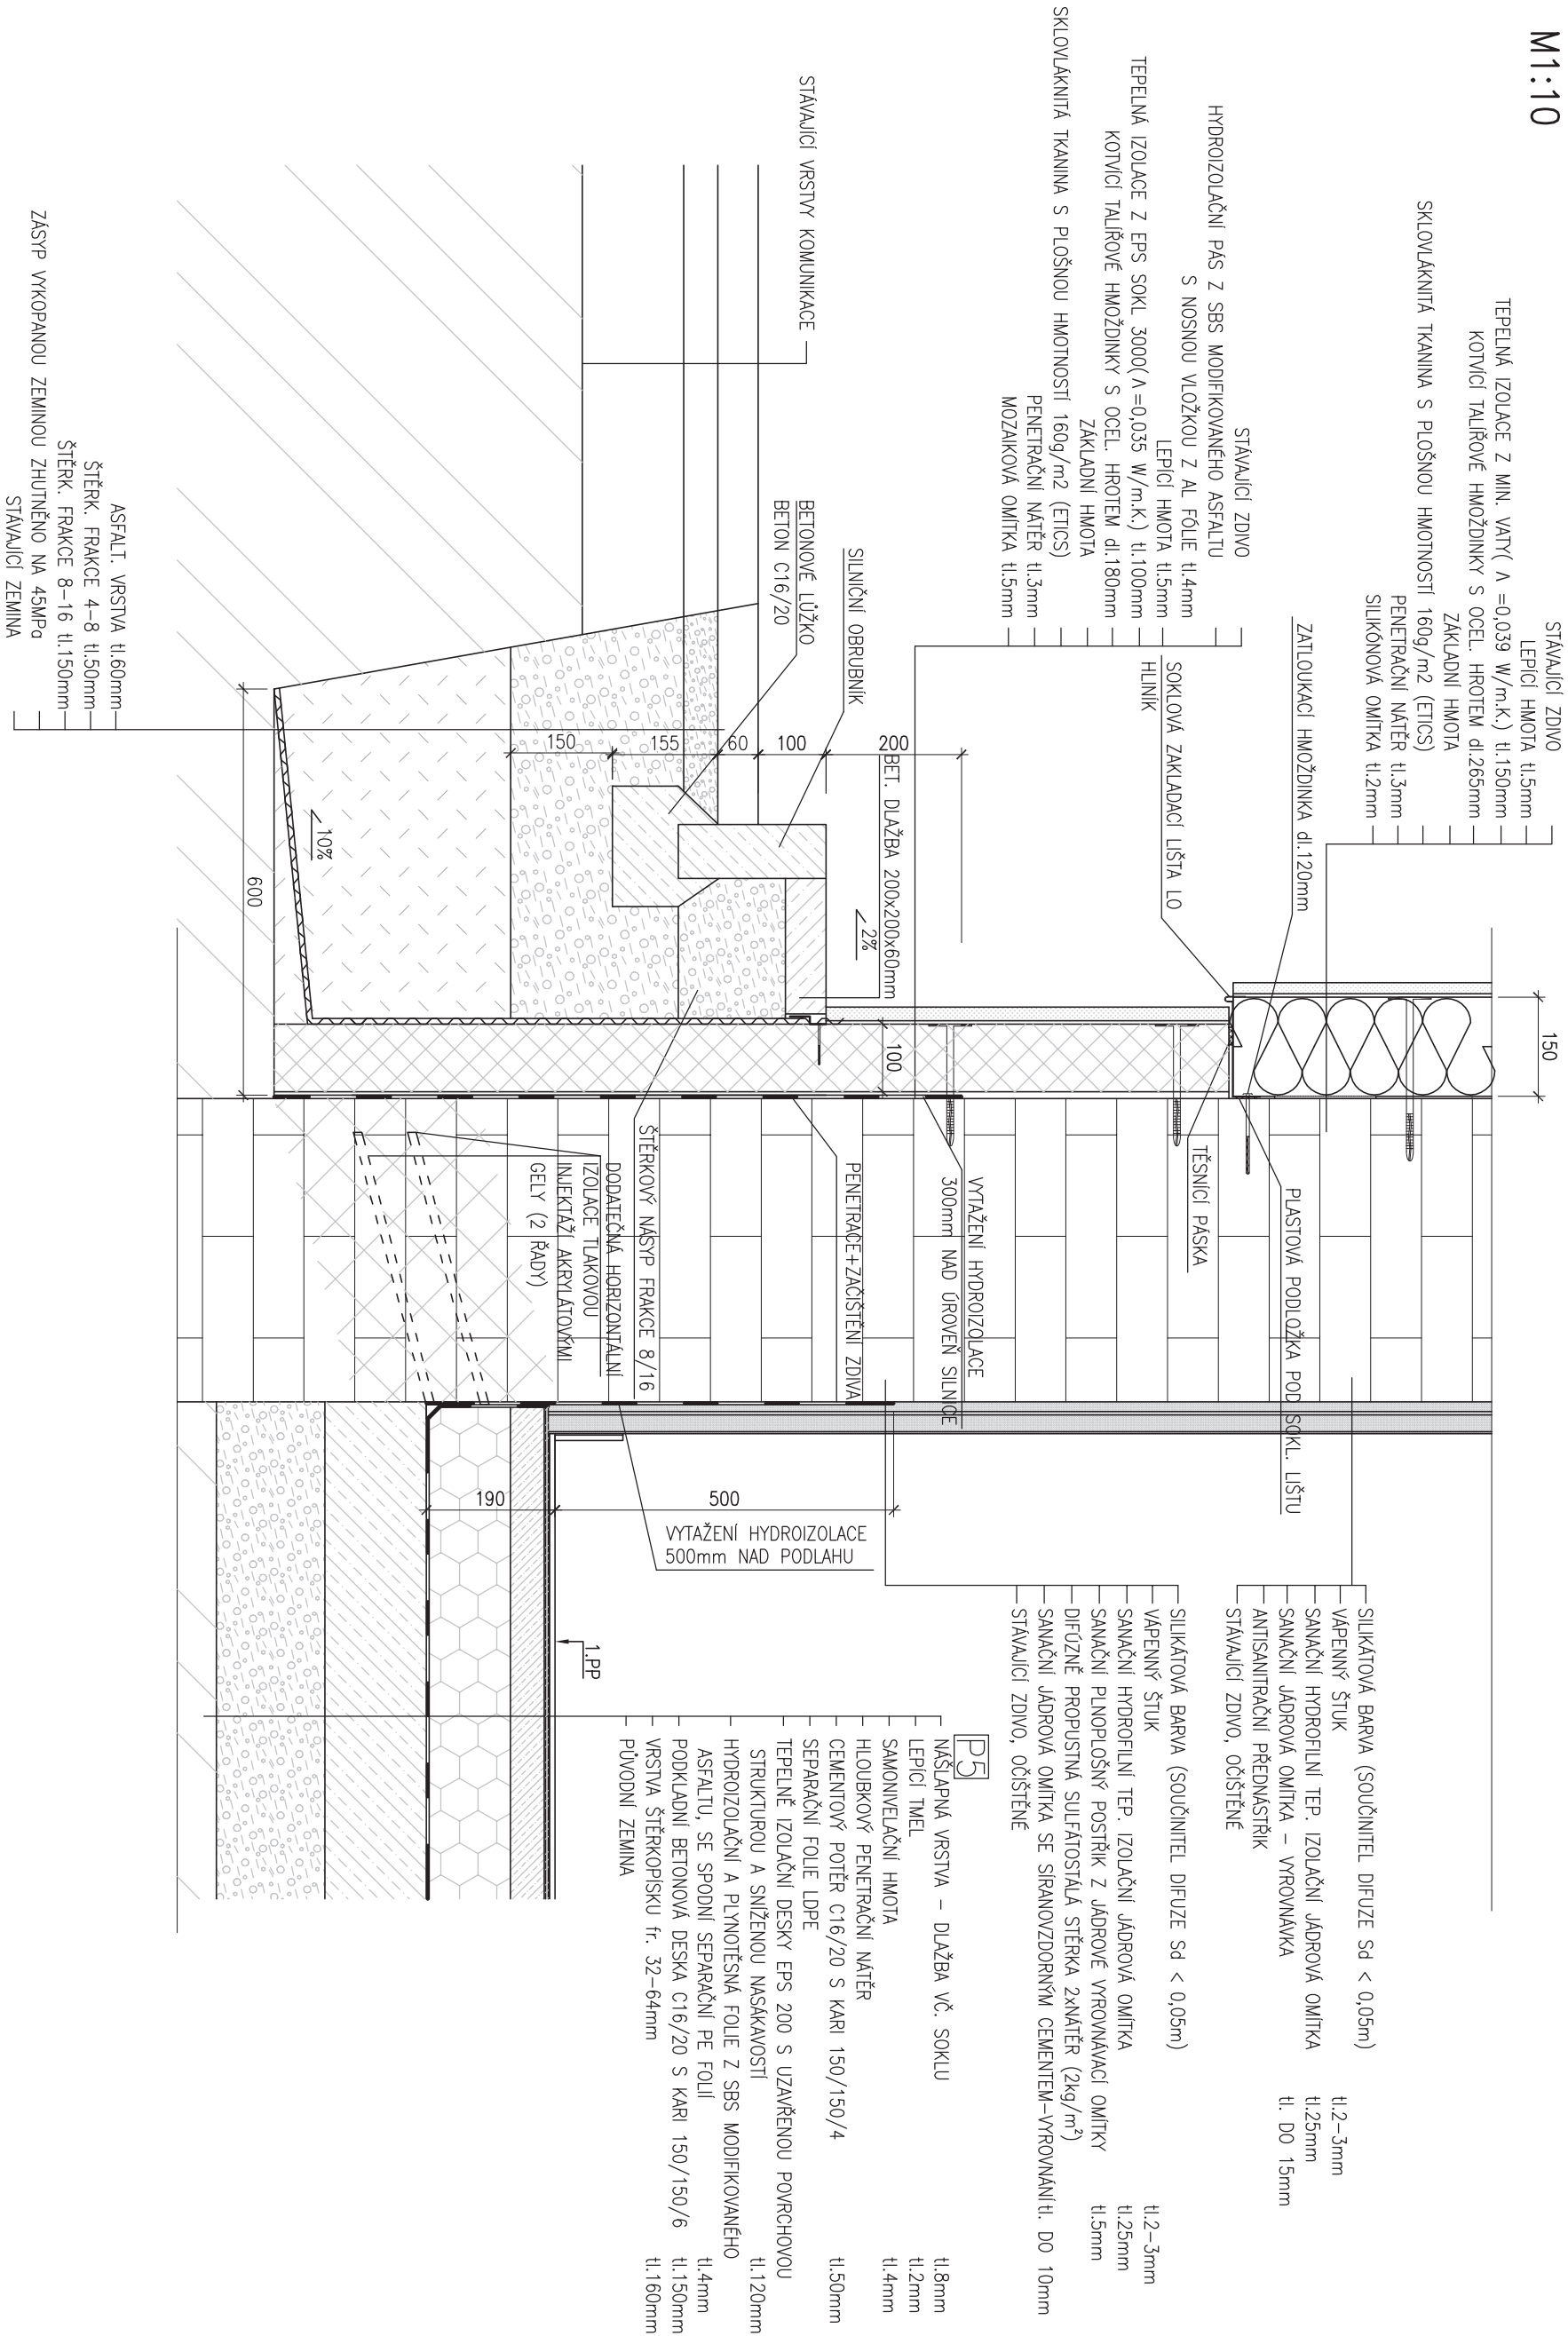 M1:10
STÁVAJÍCÍ ZDIVO
LEPÍCÍ HMOTA tl.5mm
TEPELNÁ IZOLACE Z MIN. VATY( Λ =0,039 W/m.K.) tl.150mm
KOTVÍCÍ TALÍŘOVÉ HMOŽDINKY S OCEL. HROTEM dl.265mm
ZÁKLADNÍ HMOTA
SKLOVLÁKNITÁ TKANINA S PLOŠNOU HMOTNOSTÍ 160g/m2 (ETICS)
PENETRAČNÍ NÁTĚR tl.3mm
SILIKÓNOVÁ OMÍTKA tl.2mm
ZATLOUKACÍ HMOŽDINKA dl.120mm
SOKLOVÁ ZAKLADACÍ LIŠTA LO
HLINÍK
STÁVAJÍCÍ ZDIVO
HYDROIZOLAČNÍ PÁS Z SBS MODIFIKOVANÉHO ASFALTU
S NOSNOU VLOŽKOU Z AL FÓLIE tl.4mm
LEPÍCÍ HMOTA tl.5mm
TEPELNÁ IZOLACE Z EPS SOKL 3000( Λ =0,035 W/m.K.) tl.100mm
KOTVÍCÍ TALÍŘOVÉ HMOŽDINKY S OCEL. HROTEM dl.180mm
ZÁKLADNÍ HMOTA
SKLOVLÁKNITÁ TKANINA S PLOŠNOU HMOTNOSTÍ 160g/m2 (ETICS)
PENETRAČNÍ NÁTĚR tl.3mm
MOZAIKOVÁ OMÍTKA tl.5mm
150
PLASTOVÁ PODLOŽKA POD SOKL. LIŠTU
TĚSNÍCÍ PÁSKA
SILIKÁTOVÁ BARVA (SOUČINITEL DIFUZE Sd < 0,05m)
VÁPENNÝ ŠTUK tl.2-3mm
SANAČNÍ HYDROFILNÍ TEP. IZOLAČNÍ JÁDROVÁ OMÍTKA tl.25mm
SANAČNÍ JÁDROVÁ OMÍTKA - VYROVNÁVKA tl. DO 15mm
ANTISANITRAČNÍ PŘEDNÁSTŘIK
STÁVAJÍCÍ ZDIVO, OČIŠTĚNÉ
SILIKÁTOVÁ BARVA (SOUČINITEL DIFUZE Sd < 0,05m)
VÁPENNÝ ŠTUK tl.2-3mm
SANAČNÍ HYDROFILNÍ TEP. IZOLAČNÍ JÁDROVÁ OMÍTKA tl.25mm
SANAČNÍ PLNOPLOŠNÝ POSTŘIK Z JÁDROVÉ VYROVNÁVACÍ OMÍTKY tl.5mm
DIFÚZNĚ PROPUSTNÁ SULFÁTOSTÁLÁ STĚRKA 2xNÁTĚR (2kg/m²)
SANAČNÍ JÁDROVÁ OMÍTKA SE SÍRANOVZDORNÝM CEMENTEM-VYROVNÁNÍ tl. DO 10mm
STÁVAJÍCÍ ZDIVO, OČIŠTĚNÉ
VYTAŽENÍ HYDROIZOLACE
300mm NAD ÚROVEŇ SILNICE
PENETRACE+ZAČIŠTĚNÍ ZDIVA
200
100
60
155
150
BET. DLAŽBA 200x200x60mm
2%
100
SILNIČNÍ OBRUBNÍK
BETONOVÉ LŮŽKO
BETON C16/20
STÁVAJÍCÍ VRSTVY KOMUNIKACE
ŠTĚRKOVÝ NÁSYP FRAKCE 8/16
DODATEČNÁ HORIZONTÁLNÍ
IZOLACE TLAKOVOU
INJEKTÁŽÍ AKRYLÁTOVÝMI
GELY (2 ŘADY)
10%
600
500
190
VYTAŽENÍ HYDROIZOLACE
500mm NAD PODLAHU
1.PP
P5
NÁŠLAPNÁ VRSTVA - DLAŽBA VČ. SOKLU tl.8mm
LEPÍCÍ TMEL tl.2mm
SAMONIVELAČNÍ HMOTA tl.4mm
HLOUBKOVÝ PENETRAČNÍ NÁTĚR
CEMENTOVÝ POTĚR C16/20 S KARI 150/150/4 tl.50mm
SEPARAČNÍ FOLIE LDPE
TEPELNĚ IZOLAČNÍ DESKY EPS 200 S UZAVŘENOU POVRCHOVOU
STRUKTUROU A SNÍŽENOU NASÁKAVOSTÍ tl.120mm
HYDROIZOLAČNÍ A PLYNOTĚSNÁ FOLIE Z SBS MODIFIKOVANÉHO
ASFALTU, SE SPODNÍ SEPARAČNÍ PE FOLIÍ tl.4mm
PODKLADNÍ BETONOVÁ DESKA C16/20 S KARI 150/150/6 tl.150mm
VRSTVA ŠTĚRKOPÍSKU fr. 32-64mm tl.160mm
PŮVODNÍ ZEMINA
ASFALT. VRSTVA tl.60mm
ŠTĚRK. FRAKCE 4-8 tl.50mm
ŠTĚRK. FRAKCE 8-16 tl.150mm
ZÁSYP VYKOPANOU ZEMINOU ZHUTNĚNO NA 45MPa
STÁVAJÍCÍ ZEMINA